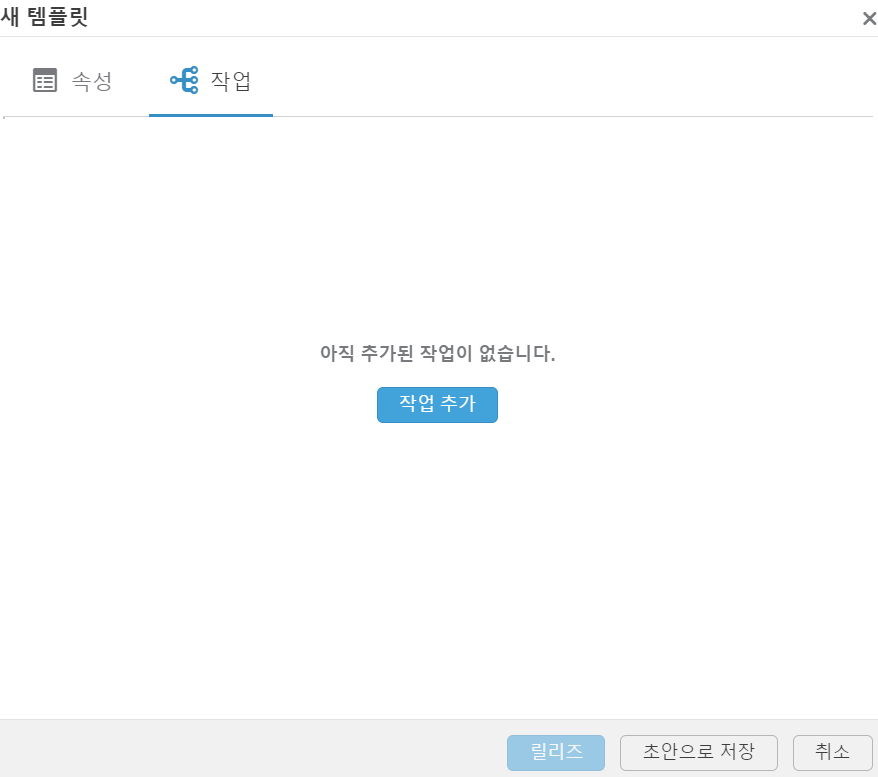 새 템플릿
속성
작업
아직 추가된 작업이 없습니다.
작업 추가
릴리즈
초안으로 저장
취소